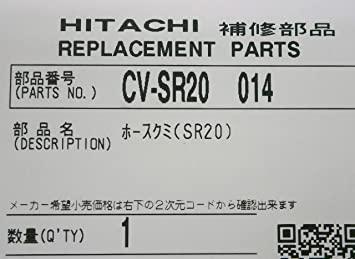 HITACHI 補修部品
REPLACEMENT PARTS
部品番号
(PARTS NO.) CV-SR20 014
部品名
(DESCRIPTION) ホースクミ(SR20)
メーカー希望小売価格は右下の2次元コードから確認出来ます
数量(Q'TY) 1